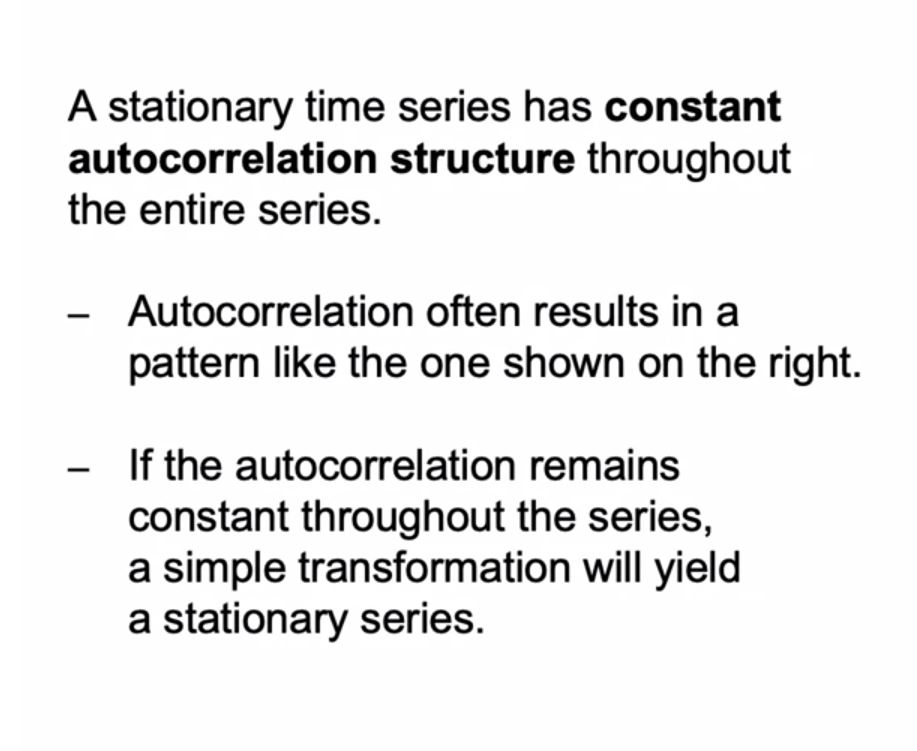 A stationary time series has constant
autocorrelation structure throughout
the entire series.
– Autocorrelation often results in a
pattern like the one shown on the right.
– If the autocorrelation remains
constant throughout the series,
a simple transformation will yield
a stationary series.